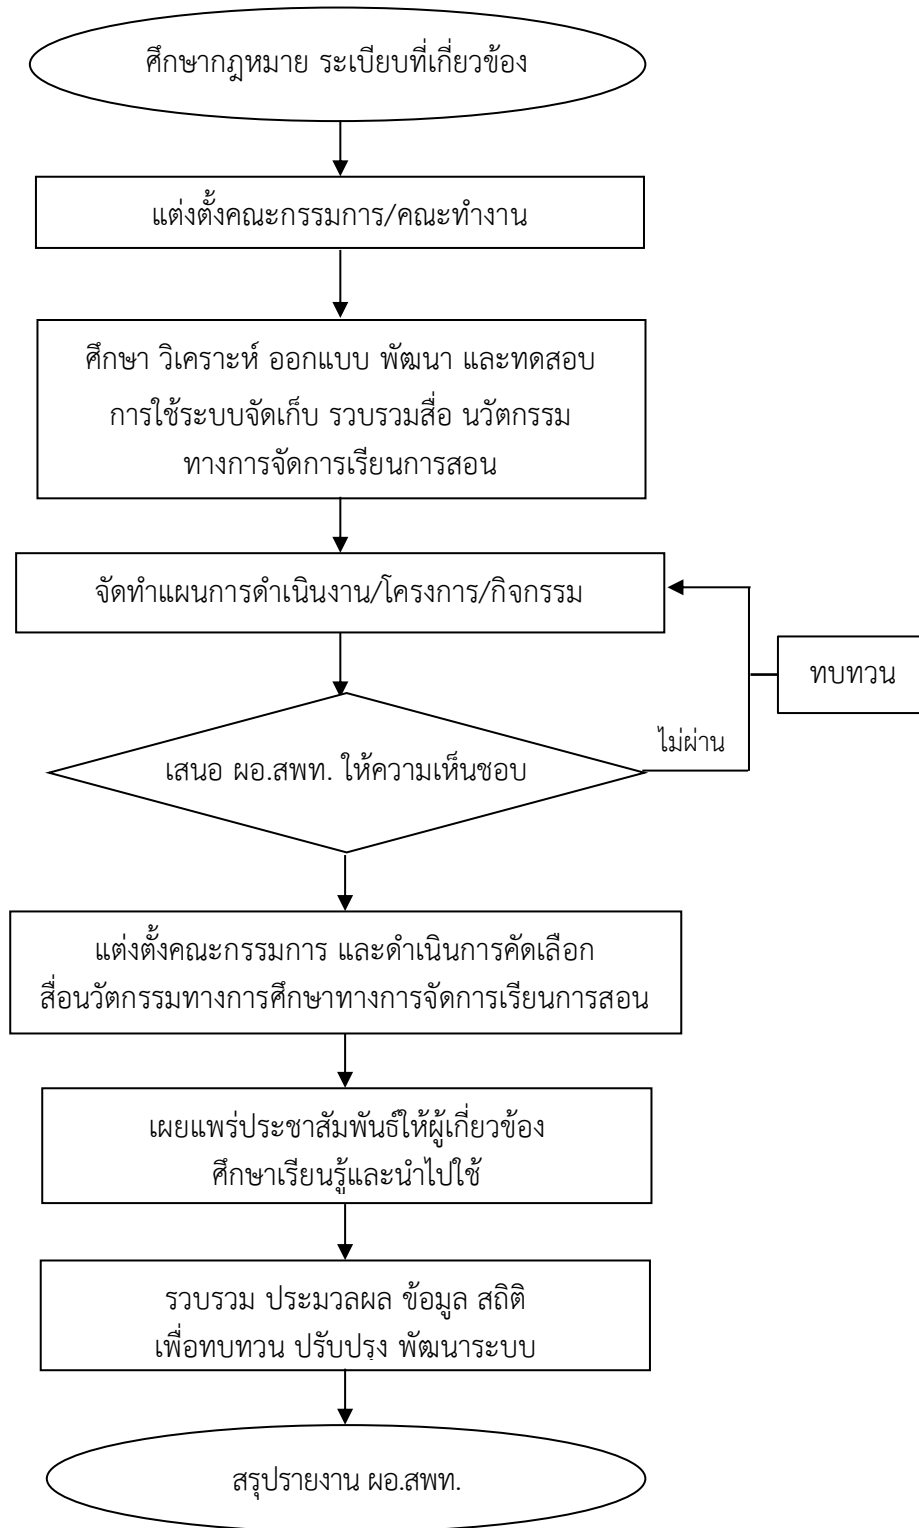 ศึกษากฎหมาย ระเบียบที่เกี่ยวข้อง
แต่งตั้งคณะกรรมการ/คณะทำงาน
ศึกษา วิเคราะห์ ออกแบบ พัฒนา และทดสอบ
การใช้ระบบจัดเก็บ รวบรวมสื่อ นวัตกรรม
ทางการจัดการเรียนการสอน
จัดทำแผนการดำเนินงาน/โครงการ/กิจกรรม
ทบทวน
ไม่ผ่าน
เสนอ ผอ.สพท. ให้ความเห็นชอบ
แต่งตั้งคณะกรรมการ และดำเนินการคัดเลือก
สื่อนวัตกรรมทางการศึกษาทางการจัดการเรียนการสอน
เผยแพร่ประชาสัมพันธ์ให้ผู้เกี่ยวข้อง
ศึกษาเรียนรู้และนำไปใช้
รวบรวม ประมวลผล ข้อมูล สถิติ
เพื่อทบทวน ปรับปรุง พัฒนาระบบ
สรุปรายงาน ผอ.สพท.